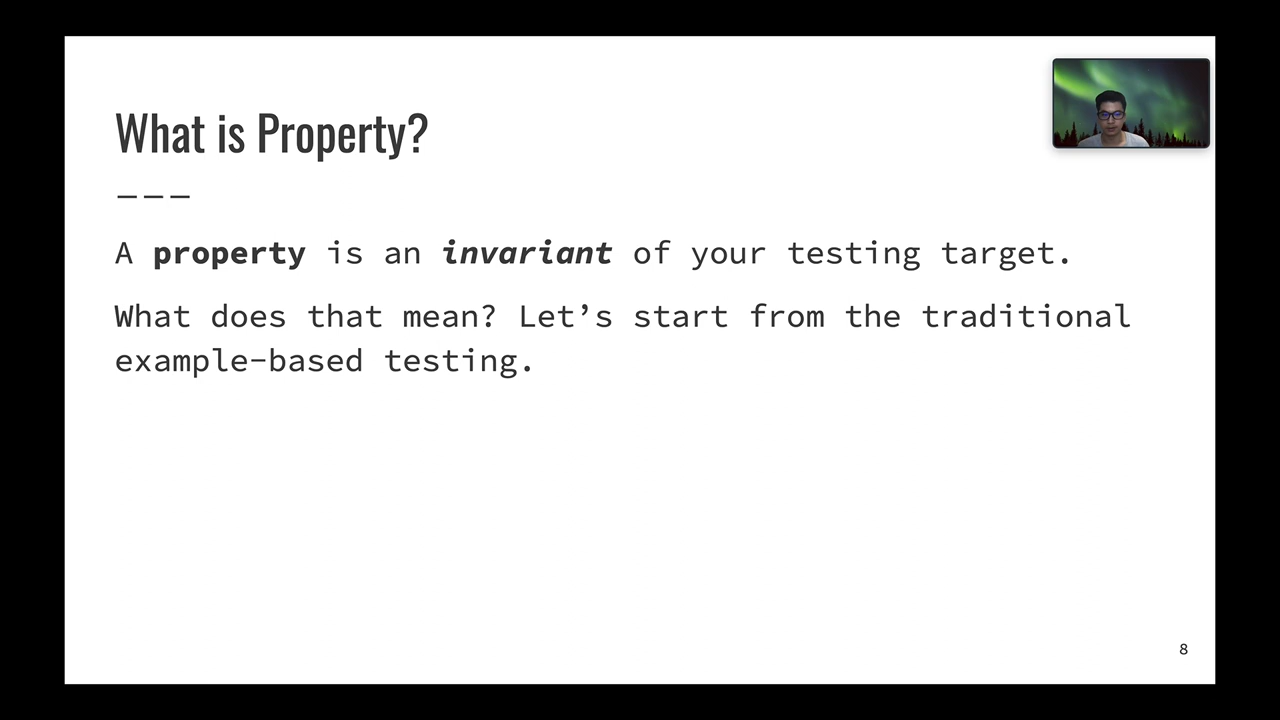 What is Property?
———
A property is an invariant of your testing target.
What does that mean? Let’s start from the traditional
example-based testing.
8